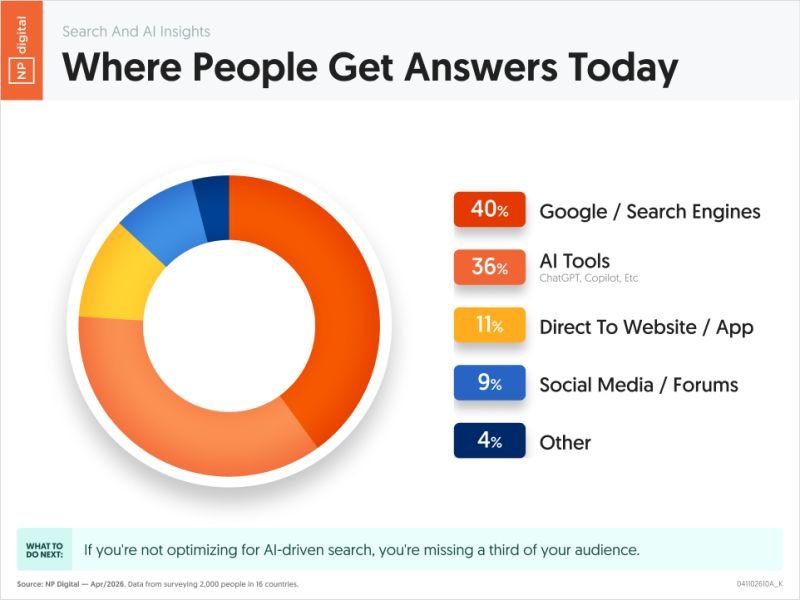 NP digital
Search And AI Insights
Where People Get Answers Today
40% Google / Search Engines
36% AI Tools
ChatGPT, Copilot, Etc
11% Direct To Website / App
9% Social Media / Forums
4% Other
WHAT TO
DO NEXT:
If you're not optimizing for AI-driven search, you're missing a third of your audience.
Source: NP Digital — Apr/2026. Data from surveying 2,000 people in 16 countries.
04110261DA_K